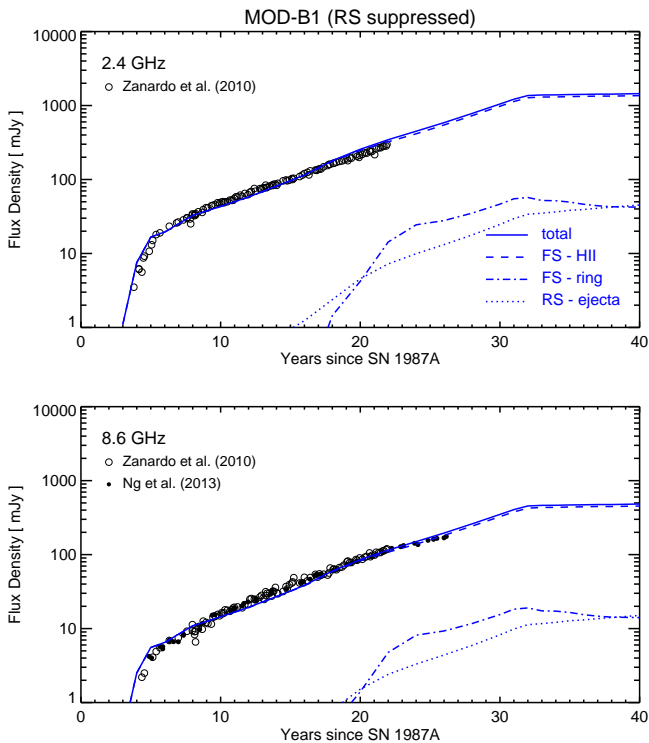 MOD-B1 (RS suppressed)
10000
1000
100
10
1
Flux Density [ mJy ]
2.4 GHz
Zanardo et al. (2010)
total
FS - HII
FS - ring
RS - ejecta
0 10 20 30 40
Years since SN 1987A
10000
1000
100
10
1
Flux Density [ mJy ]
8.6 GHz
Zanardo et al. (2010)
Ng et al. (2013)
0 10 20 30 40
Years since SN 1987A